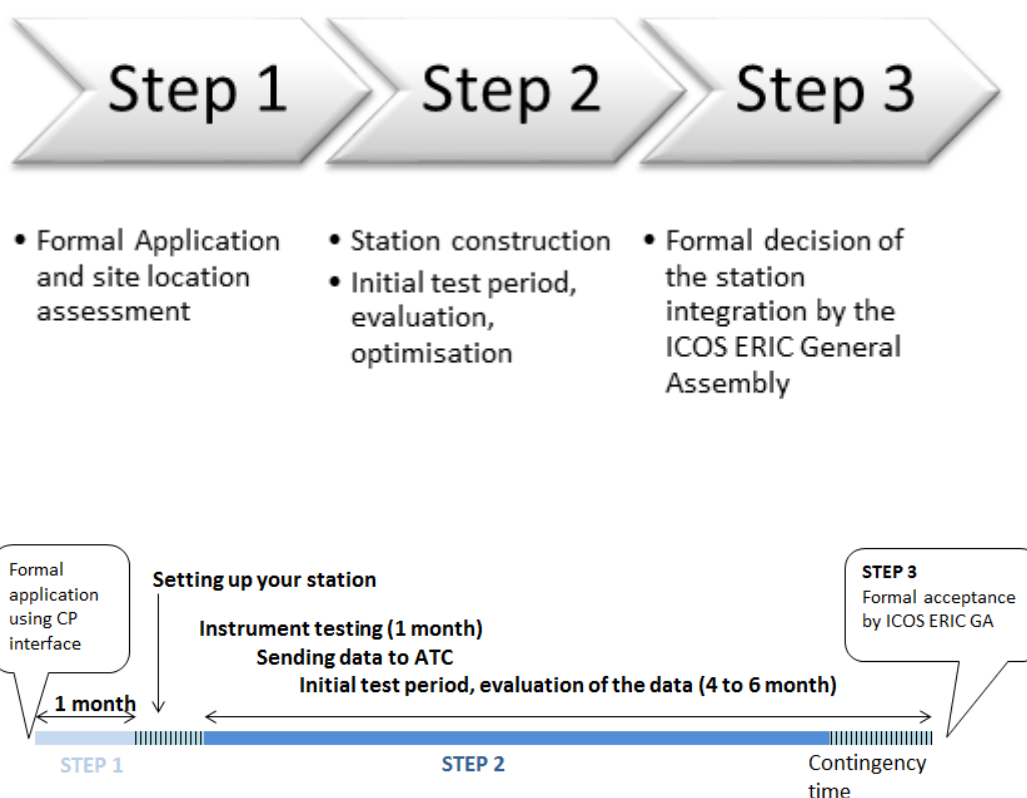 Step 1
Step 2
Step 3
• Formal Application
and site location
assessment
• Station construction
• Initial test period,
evaluation,
optimisation
• Formal decision of
the station
integration by the
ICOS ERIC General
Assembly
Formal
application
using CP
interface
Setting up your station
Instrument testing (1 month)
Sending data to ATC
Initial test period, evaluation of the data (4 to 6 month)
STEP 3
Formal acceptance
by ICOS ERIC GA
1 month
STEP 1
STEP 2
Contingency
time